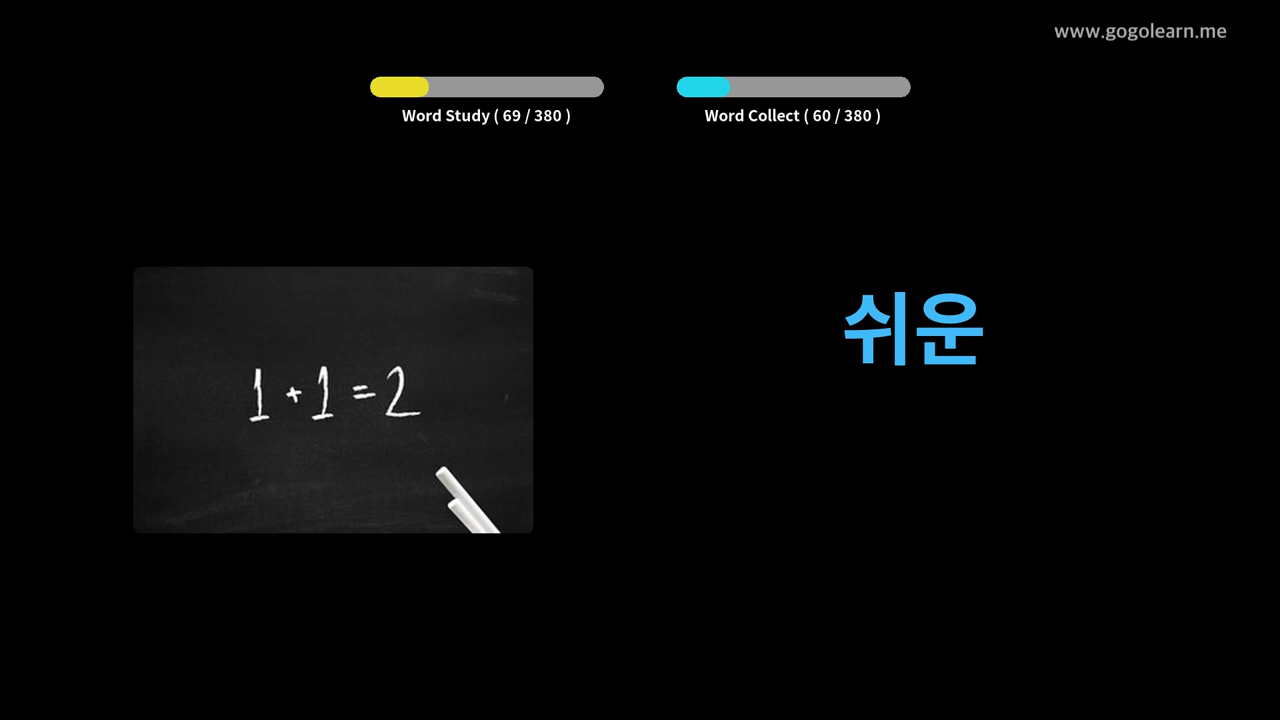 www.gogolearn.me
Word Study ( 69 / 380 )
Word Collect ( 60 / 380 )
쉬운
1 + 1 = 2